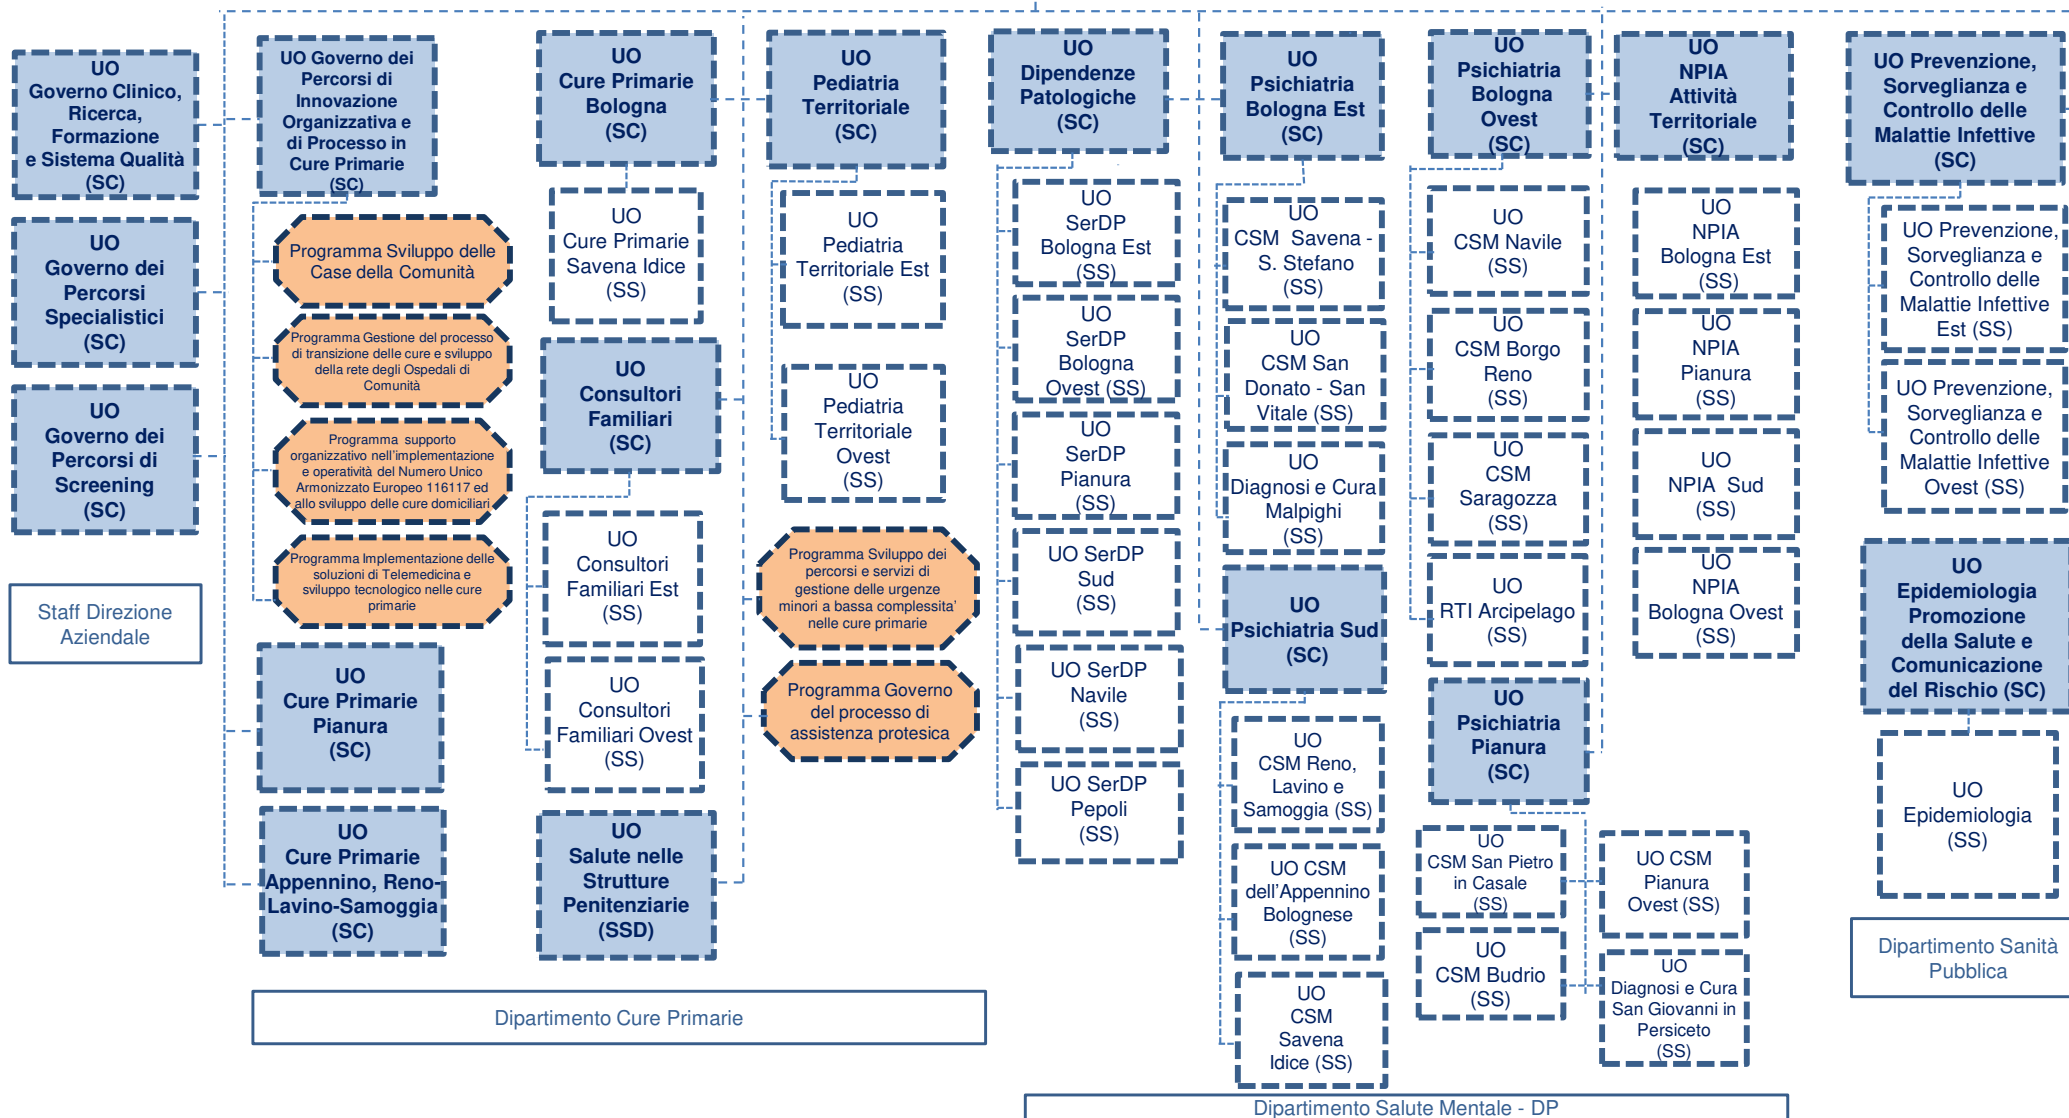 UO
Governo Clinico,
Ricerca,
Formazione
e Sistema Qualità
(SC)
UO
Governo dei
Percorsi
Specialistici
(SC)
UO
Governo dei
Percorsi di
Screening
(SC)
Staff Direzione
Aziendale
UO Governo dei
Percorsi di
Innovazione
Organizzativa e
di Processo in
Cure Primarie
(SC)
Programma Sviluppo delle
Case della Comunità
Programma Gestione del processo
di transizione delle cure e sviluppo
della rete degli Ospedali di
Comunità
Programma supporto
organizzativo nell'implementazione
e operatività del Numero Unico
Armonizzato Europeo 116117 ed
allo sviluppo delle cure domiciliari
Programma Implementazione delle
soluzioni di Telemedicina e
sviluppo tecnologico nelle cure
primarie
UO
Cure Primarie
Pianura
(SC)
UO
Cure Primarie
Appennino, Reno-
Lavino-Samoggia
(SC)
UO
Cure Primarie
Bologna
(SC)
UO
Cure Primarie
Savena Idice
(SS)
UO
Consultori
Familiari
(SC)
UO
Consultori
Familiari Est
(SS)
UO
Consultori
Familiari Ovest
(SS)
UO
Salute nelle
Strutture
Penitenziarie
(SSD)
UO
Pediatria
Territoriale
(SC)
UO
Pediatria
Territoriale Est
(SS)
UO
Pediatria
Territoriale
Ovest
(SS)
Programma Sviluppo dei
percorsi e servizi di
gestione delle urgenze
minori a bassa complessita'
nelle cure primarie
Programma Governo
del processo di
assistenza protesica
Dipartimento Cure Primarie
UO
Dipendenze
Patologiche
(SC)
UO
SerDP
Bologna Est
(SS)
UO
SerDP
Bologna
Ovest (SS)
UO
SerDP
Pianura
(SS)
UO SerDP
Sud
(SS)
UO SerDP
Navile
(SS)
UO SerDP
Pepoli
(SS)
UO
Psichiatria
Bologna Est
(SC)
UO
CSM Savena -
S. Stefano
(SS)
UO
CSM San
Donato - San
Vitale (SS)
UO
Diagnosi e Cura
Malpighi
(SS)
UO
Psichiatria Sud
(SC)
UO
CSM Reno,
Lavino e
Samoggia (SS)
UO CSM
dell'Appennino
Bolognese
(SS)
UO
CSM
Savena
Idice (SS)
UO
Psichiatria
Bologna
Ovest
(SC)
UO
CSM Navile
(SS)
UO
CSM Borgo
Reno
(SS)
UO
CSM
Saragozza
(SS)
UO
RTI Arcipelago
(SS)
UO
Psichiatria
Pianura
(SC)
UO
CSM San Pietro
in Casale
(SS)
UO
CSM Budrio
(SS)
UO CSM
Pianura
Ovest (SS)
UO
Diagnosi e Cura
San Giovanni in
Persiceto
(SS)
UO
NPIA
Attività
Territoriale
(SC)
UO
NPIA
Bologna Est
(SS)
UO
NPIA
Pianura
(SS)
UO
NPIA Sud
(SS)
UO
NPIA
Bologna Ovest
(SS)
Dipartimento Salute Mentale - DP
UO Prevenzione,
Sorveglianza e
Controllo delle
Malattie Infettive
(SC)
UO Prevenzione,
Sorveglianza e
Controllo delle
Malattie Infettive
Est (SS)
UO Prevenzione,
Sorveglianza e
Controllo delle
Malattie Infettive
Ovest (SS)
UO
Epidemiologia
Promozione
della Salute e
Comunicazione
del Rischio (SC)
UO
Epidemiologia
(SS)
Dipartimento Sanità
Pubblica